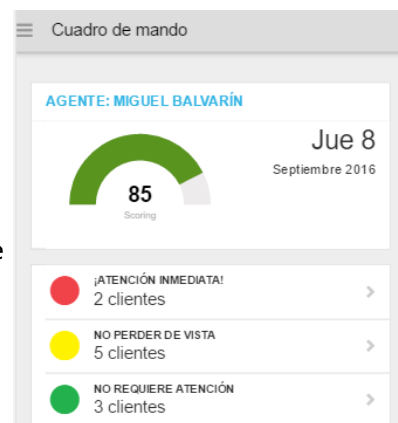 Cuadro de mando
AGENTE: MIGUEL BALVARÍN
Jue 8
Septiembre 2016
85
Scoring
e
¡ATENCIÓN INMEDIATA!
2 clientes
NO PERDER DE VISTA
5 clientes
NO REQUIERE ATENCIÓN
3 clientes